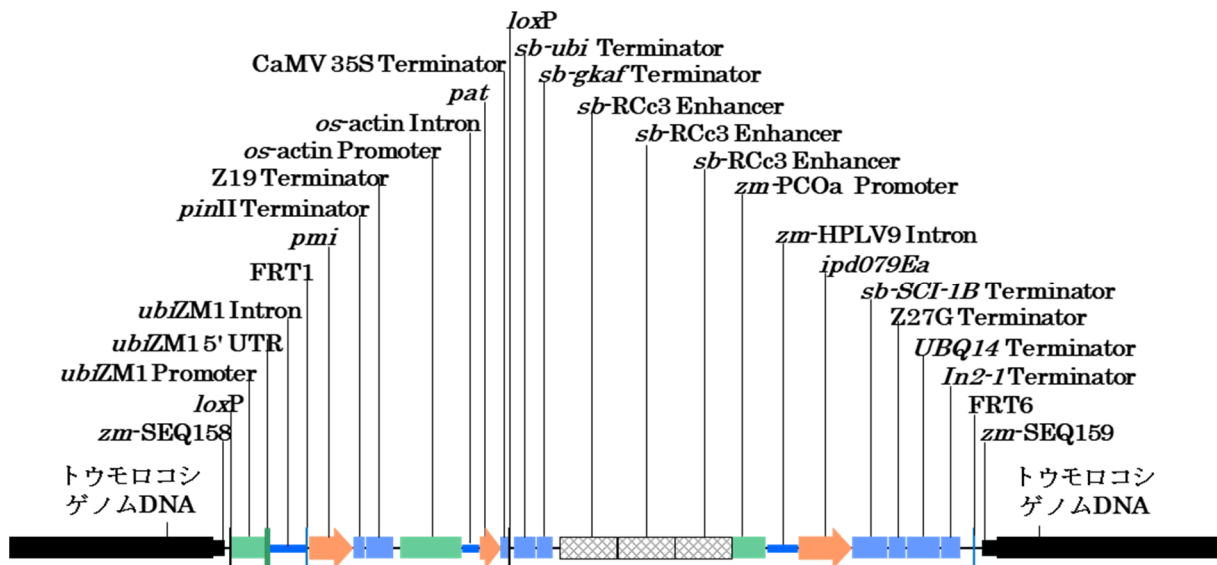 loxP
sb-ubi Terminator
CaMV 35S Terminator
sb-gkaf Terminator
pat
sb-RCc3 Enhancer
os-actin Intron
sb-RCc3 Enhancer
os-actin Promoter
sb-RCc3 Enhancer
Z19 Terminator
zm-PCOa Promoter
pinII Terminator
pmi
zm-HPLV9 Intron
FRT1
ipd079Ea
sb-SCI-1B Terminator
ubiZM1 Intron
Z27G Terminator
ubiZM1 5' UTR
UBQ14 Terminator
ubiZM1 Promoter
In2-1 Terminator
loxP
FRT6
zm-SEQ158
zm-SEQ159
トウモロコシ
ゲノムDNA
トウモロコシ
ゲノムDNA